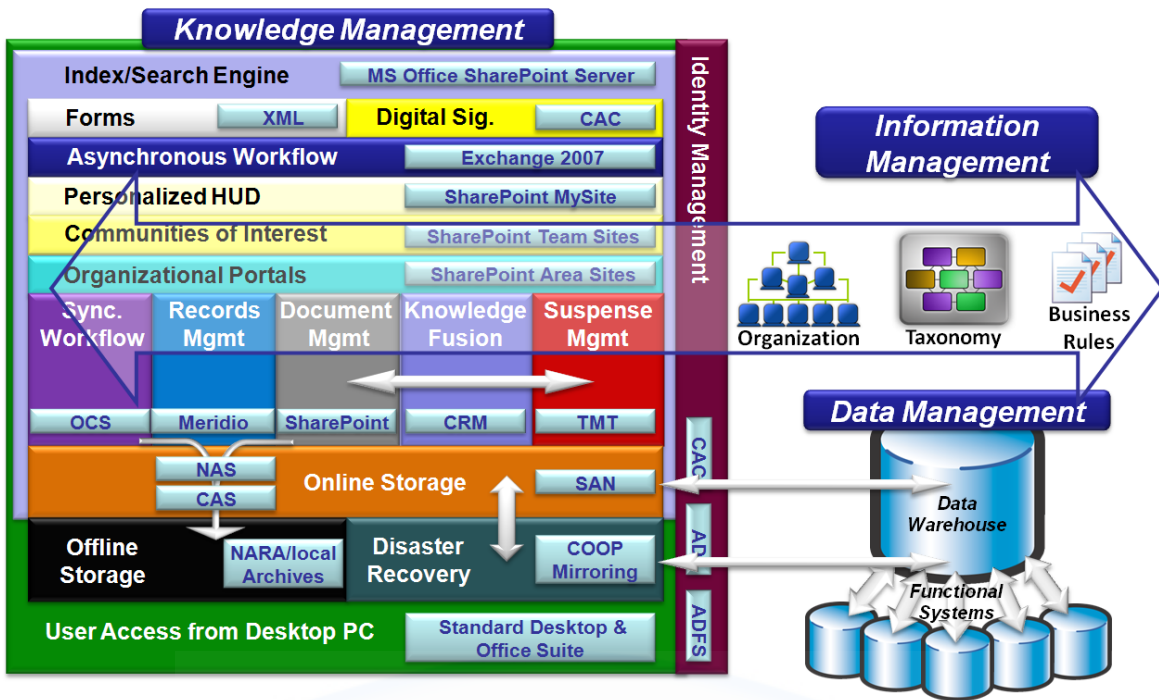 Knowledge Management
Index/Search Engine
MS Office SharePoint Server
Forms
XML
Digital Sig.
CAC
Asynchronous Workflow
Exchange 2007
Personalized HUD
SharePoint MySite
Communities of Interest
SharePoint Team Sites
Organizational Portals
SharePoint Area Sites
Sync.
Workflow
Records
Mgmt
Document
Mgmt
Knowledge
Fusion
Suspense
Mgmt
OCS
Meridio
SharePoint
CRM
TMT
NAS
CAS
Online Storage
SAN
Offline
Storage
NARA/local
Archives
Disaster
Recovery
COOP
Mirroring
User Access from Desktop PC
Standard Desktop &
Office Suite
Identity Management
CAC
AD
ADFS
Information
Management
Organization
Taxonomy
Business
Rules
Data Management
Data
Warehouse
Functional
Systems